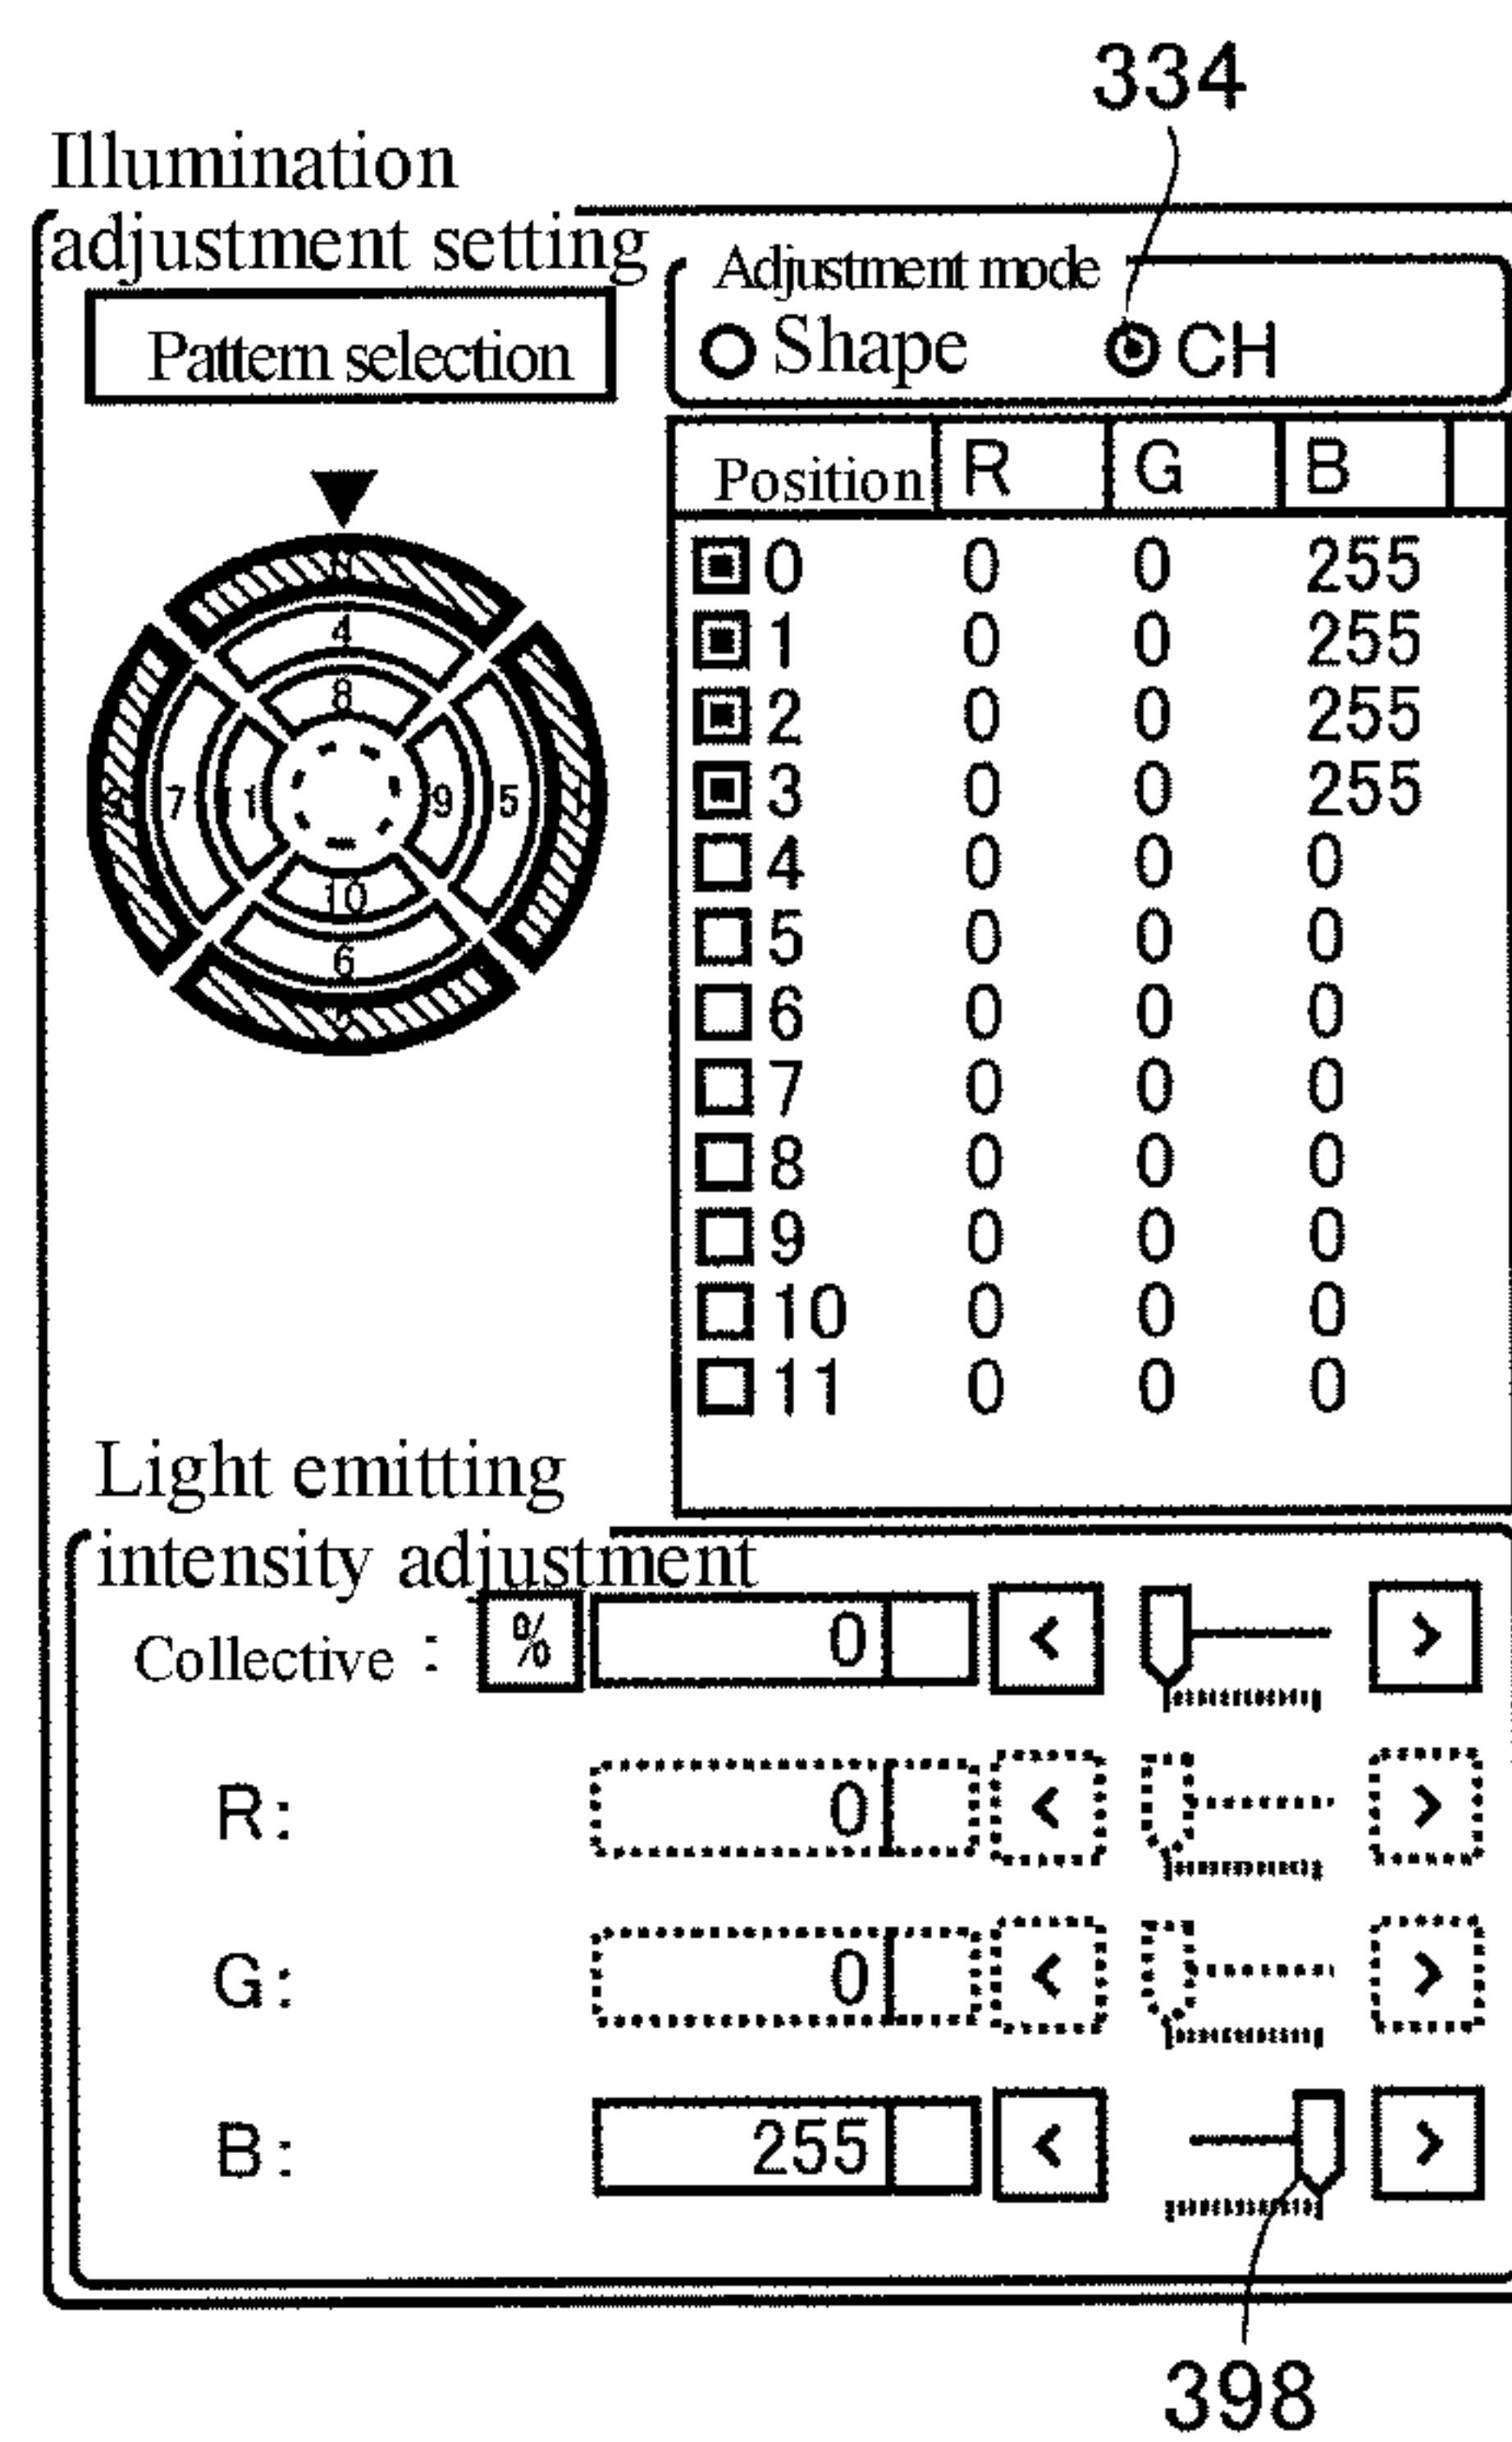 334
Illumination
adjustment setting
Adjustment mode
Pattern selection
Shape CH
Position R G B
0 0 0 255
1 0 0 255
2 0 0 255
3 0 0 255
4 0 0 0
5 0 0 0
6 0 0 0
7 0 0 0
8 0 0 0
9 0 0 0
10 0 0 0
11 0 0 0
4
8
7 11 9 5
10
6
Light emitting
intensity adjustment
Collective : % 0 < >
R: 0 < >
G: 0 < >
B: 255 < >
398